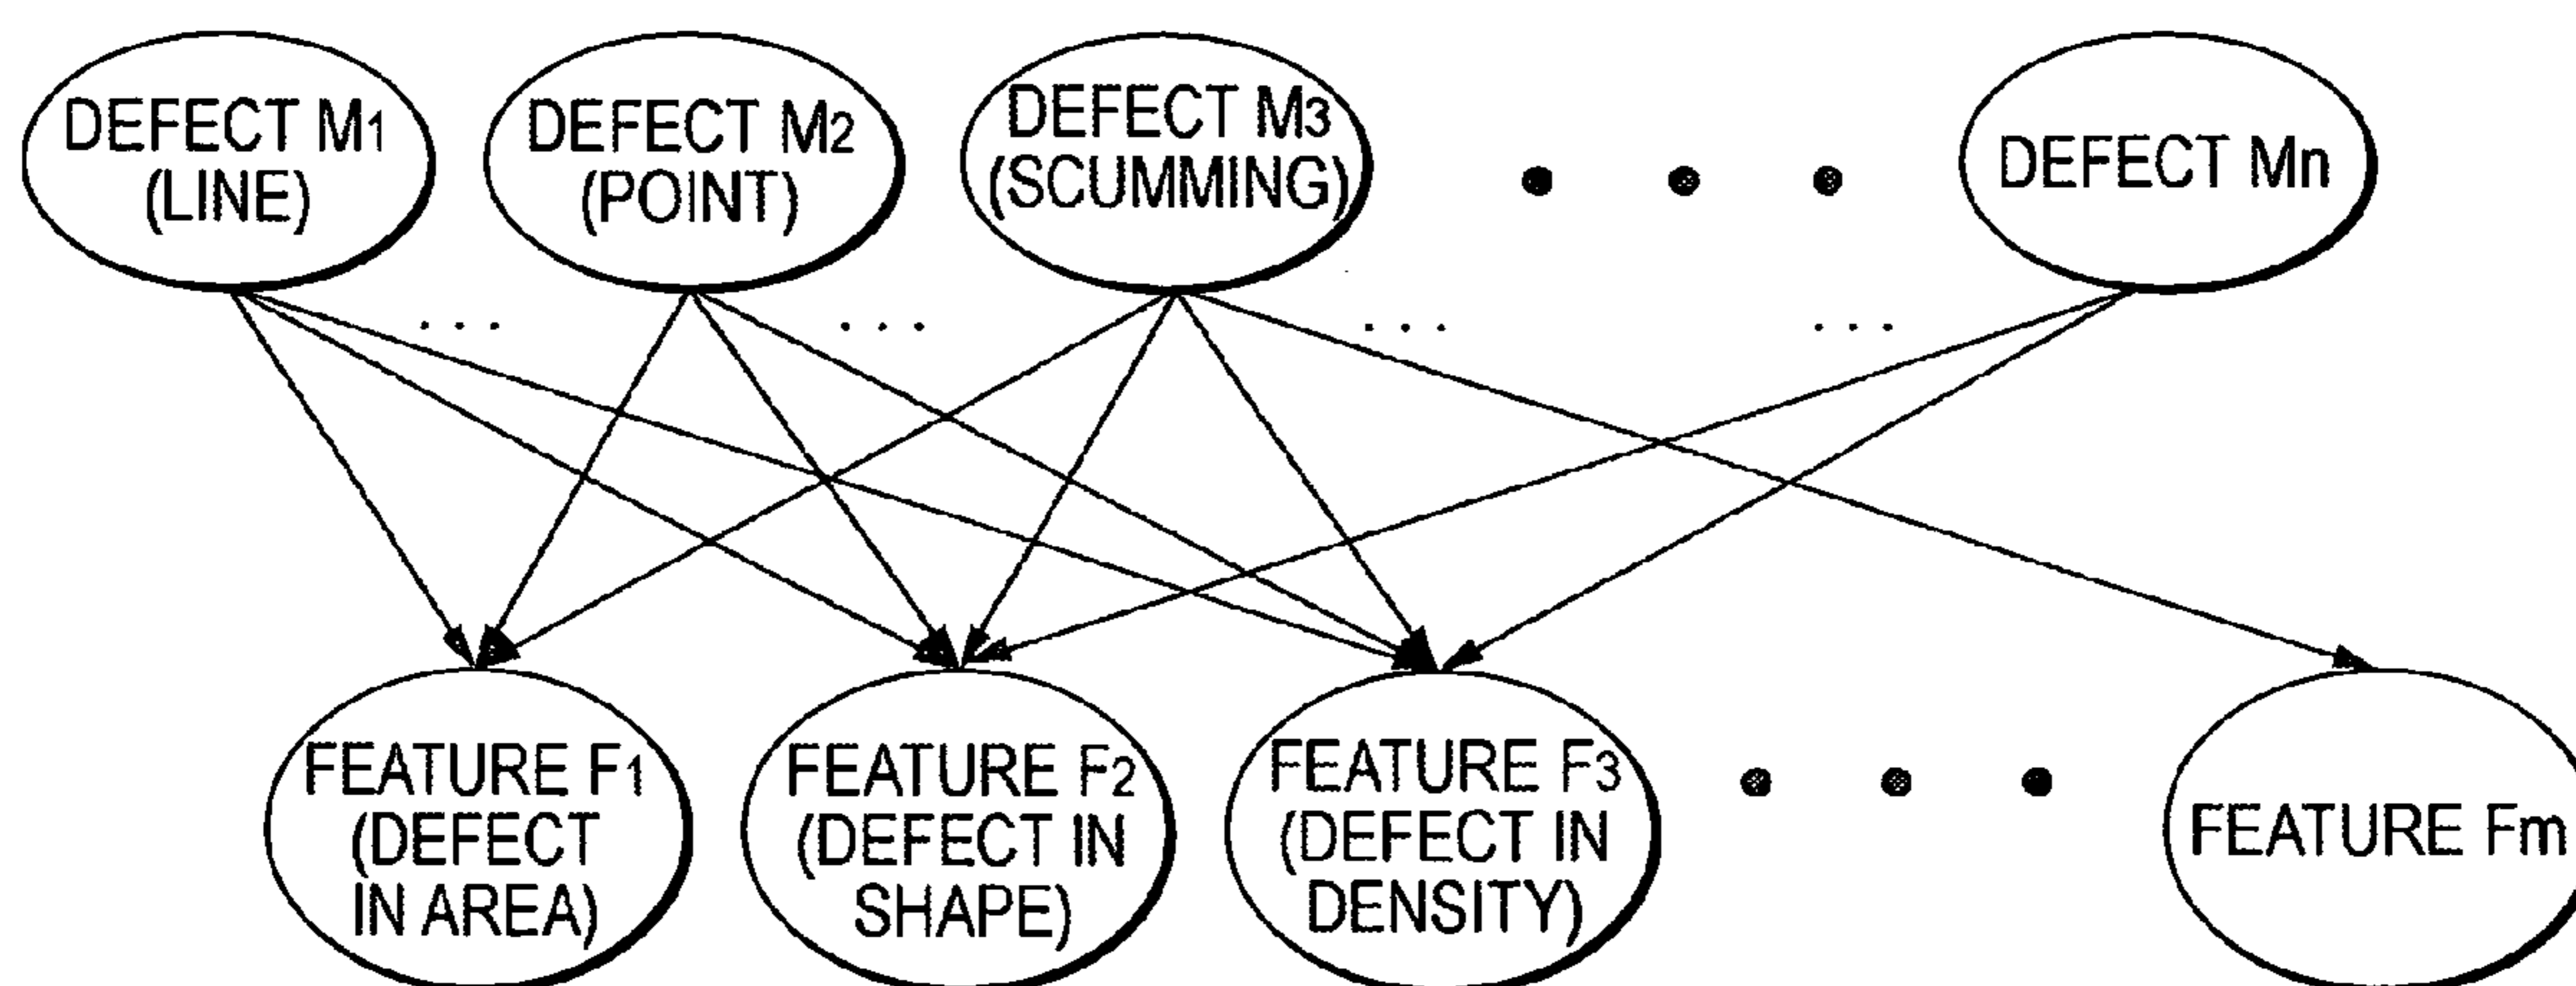 DEFECT M1
(LINE)
DEFECT M2
(POINT)
DEFECT M3
(SCUMMING)
DEFECT Mn
FEATURE F1
(DEFECT
IN AREA)
FEATURE F2
(DEFECT IN
SHAPE)
FEATURE F3
(DEFECT IN
DENSITY)
FEATURE Fm